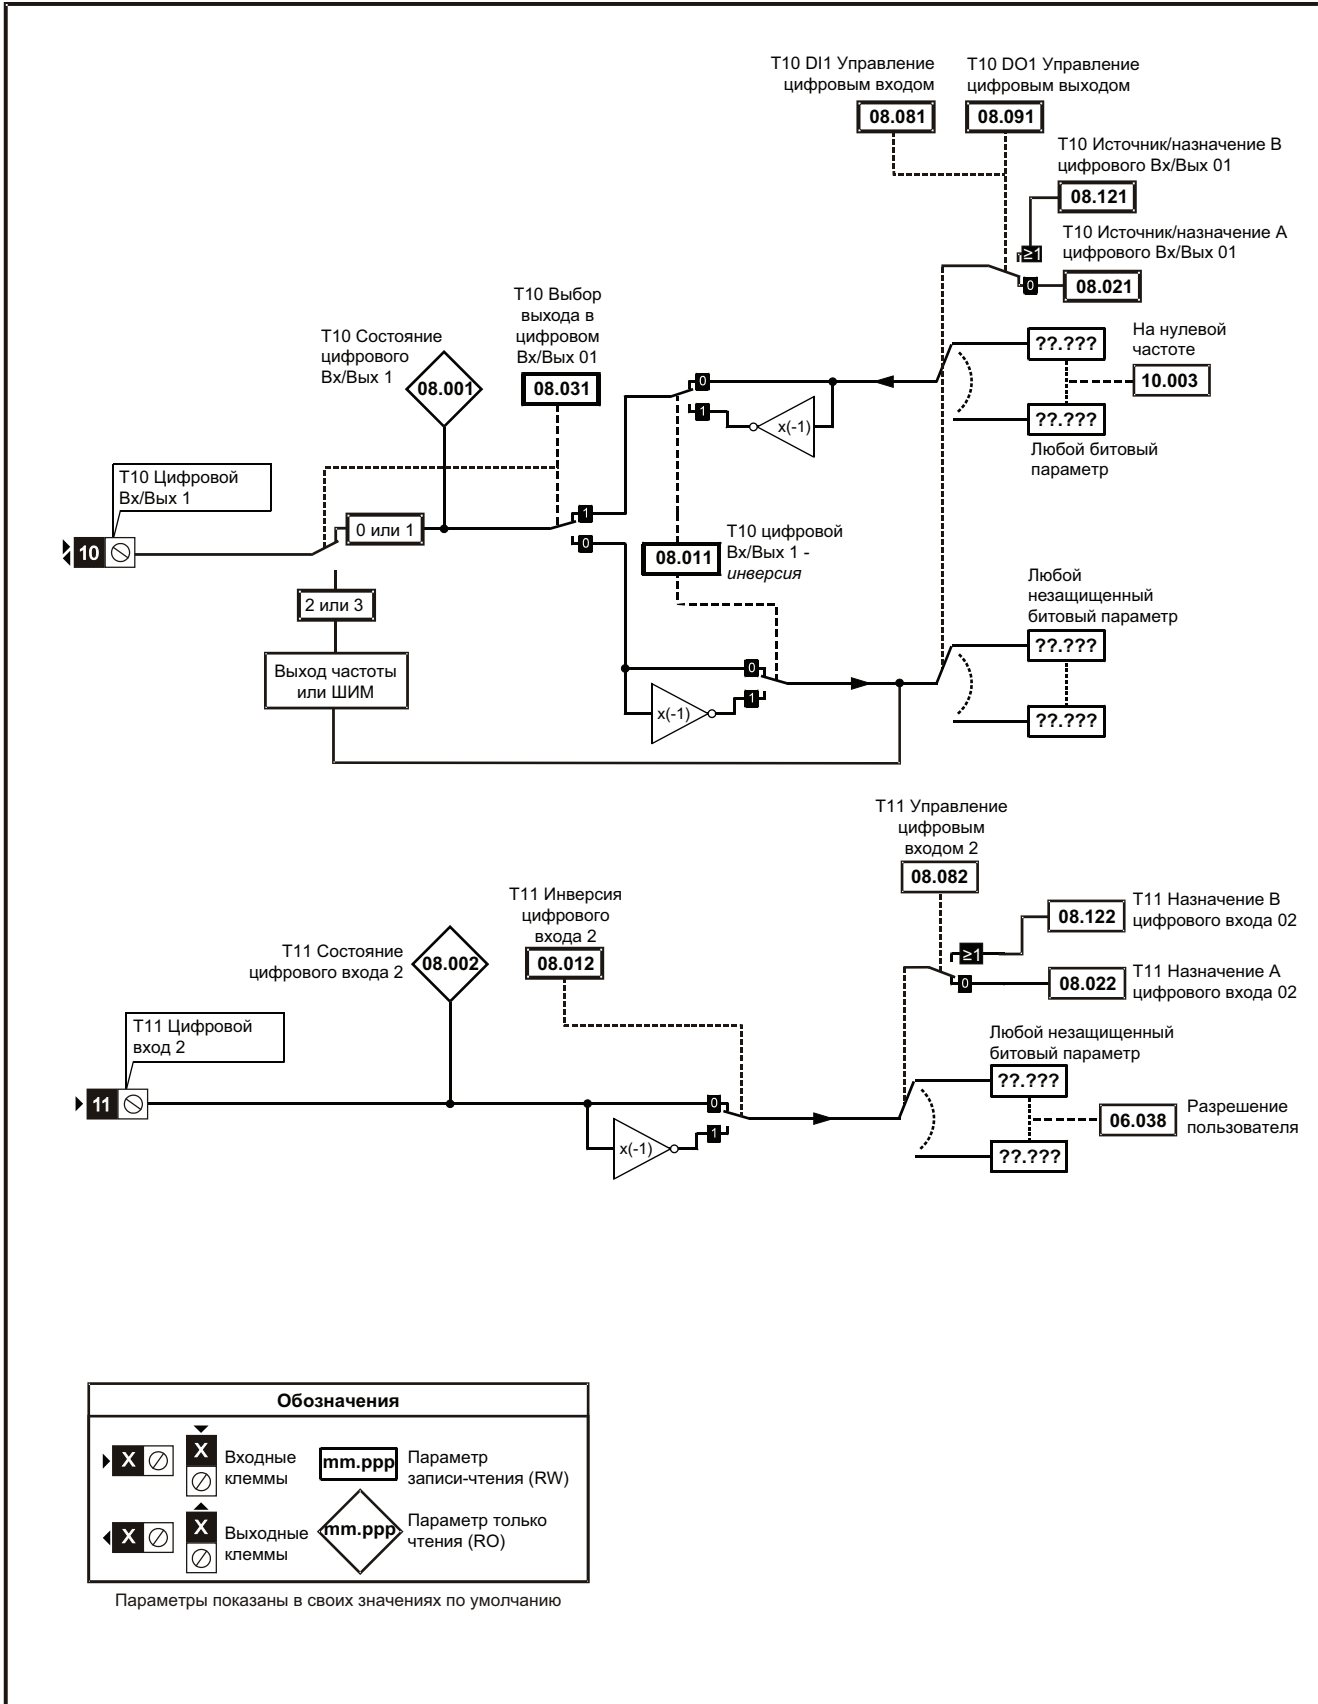 T10 DI1 Управление
цифровым входом
08.081
T10 DO1 Управление
цифровым выходом
08.091
T10 Источник/назначение B
цифрового Вх/Вых 01
08.121
≥1
T10 Источник/назначение A
цифрового Вх/Вых 01
0
08.021
T10 Состояние
цифрового
Вх/Вых 1
08.001
T10 Выбор
выхода в
цифровом
Вх/Вых 01
08.031
0
1
x(-1)
??.???
??.???
На нулевой
частоте
10.003
Любой битовый
параметр
T10 Цифровой
Вх/Вых 1
10
0 или 1
1
0
T10 цифровой
Вх/Вых 1 -
инверсия
08.011
2 или 3
Выход частоты
или ШИМ
0
1
x(-1)
Любой
незащищенный
битовый параметр
??.???
??.???
T11 Управление
цифровым
входом 2
08.082
T11 Инверсия
цифрового
входа 2
08.012
T11 Состояние
цифрового входа 2
08.002
≥1
0
08.122
T11 Назначение B
цифрового входа 02
08.022
T11 Назначение A
цифрового входа 02
T11 Цифровой
вход 2
11
0
1
x(-1)
Любой незащищенный
битовый параметр
??.???
??.???
06.038
Разрешение
пользователя
Обозначения
X
X
Входные
клеммы
mm.ppp
Параметр
записи-чтения (RW)
X
X
Выходные
клеммы
mm.ppp
Параметр только
чтения (RO)
Параметры показаны в своих значениях по умолчанию